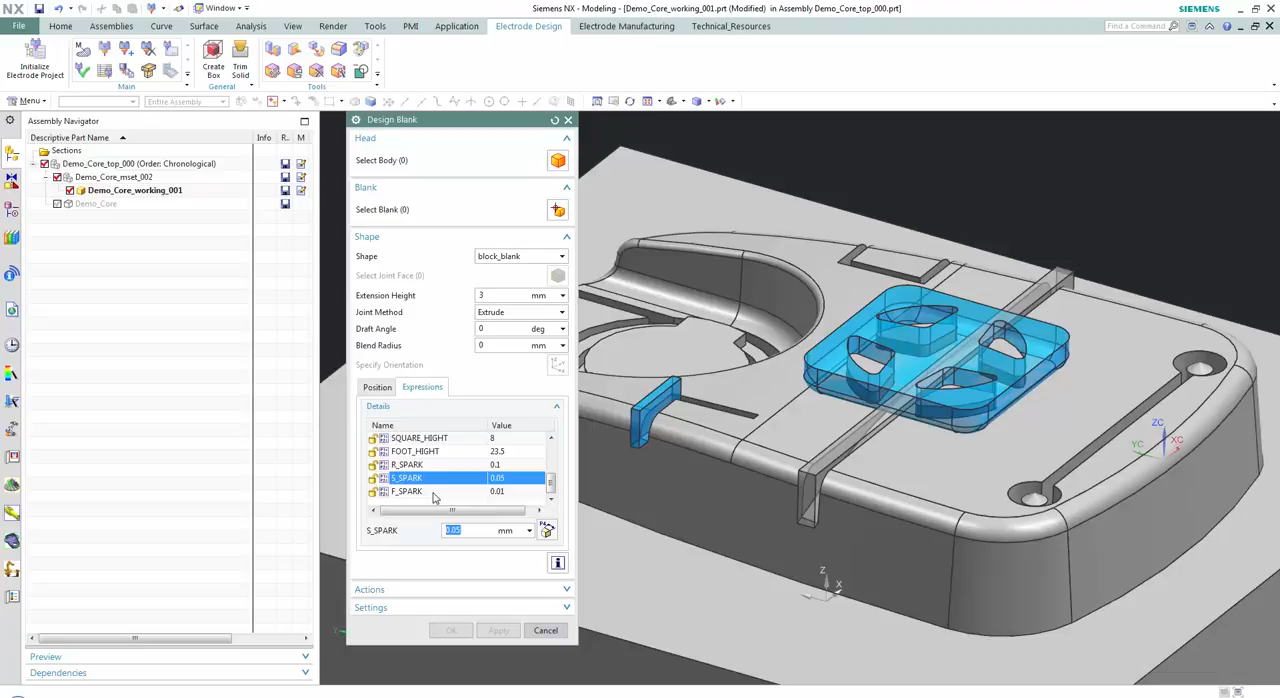 NX Window Siemens NX - Modeling - [Demo_Core_working_001.prt (Modified) in Assembly Demo_Core_top_000.prt] SIEMENS
File Home Assemblies Curve Surface Analysis View Render Tools PMI Application Electrode Design Electrode Manufacturing Technical_Resources Find a Command
Initialize Electrode Project
Create Box
Trim Solid
Main General Tools
Menu Entire Assembly
Assembly Navigator
Descriptive Part Name Info R.. M
Sections
Demo_Core_top_000 (Order: Chronological)
Demo_Core_mset_002
Demo_Core_working_001
Demo_Core
Preview
Dependencies
Design Blank
Head
Select Body (0)
Blank
Select Blank (0)
Shape
Shape block_blank
Select Joint Face (0)
Extension Height 3 mm
Joint Method Extrude
Draft Angle 0 deg
Blend Radius 0 mm
Specify Orientation
Position Expressions
Details
Name Value
SQUARE_HIGHT 8
FOOT_HIGHT 23.5
R_SPARK 0.1
S_SPARK 0.05
F_SPARK 0.01
S_SPARK 0.05 mm
Actions
Settings
OK Apply Cancel
ZC
YC XC
Z
X
Y